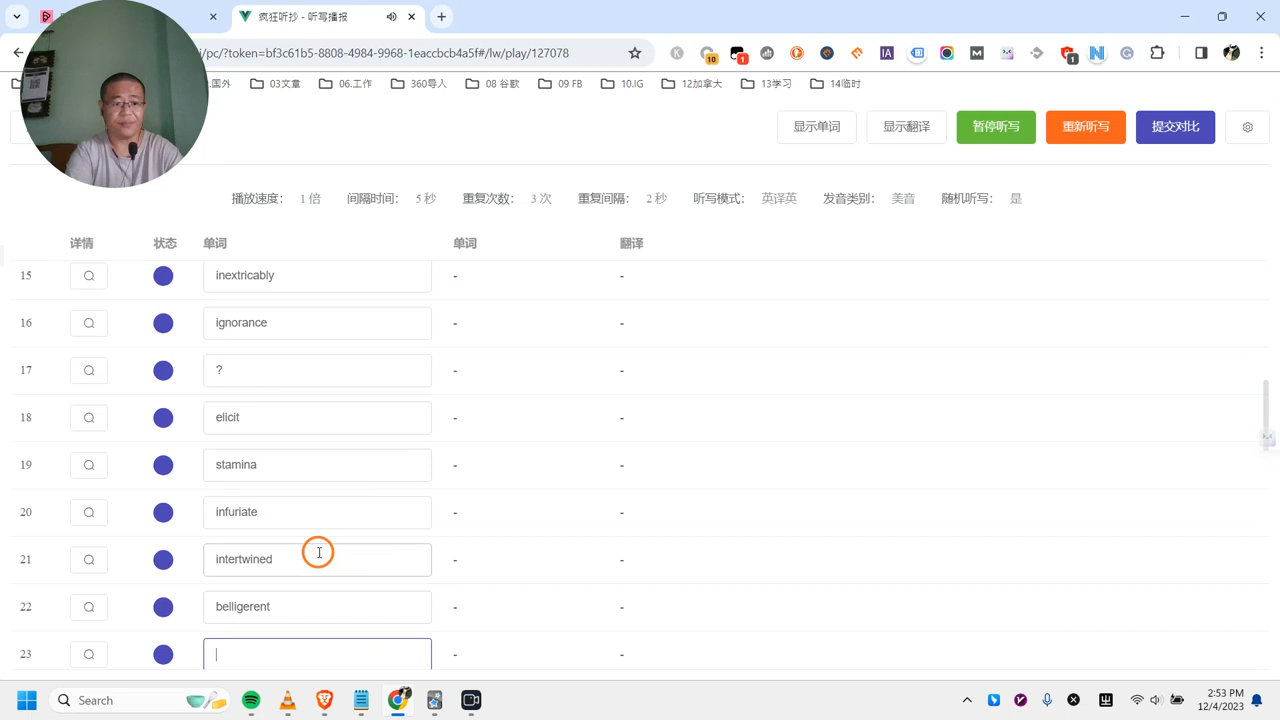 疯狂听抄 - 听写播报
i/pc/?token=bf3c61b5-8808-4984-9968-1eaccbcb4a5f#/lw/play/127078
10
1
1
国外
03文章
06.工作
360导入
08 谷歌
09 FB
10.IG
12加拿大
13学习
14临时
显示单词
显示翻译
暂停听写
重新听写
提交对比
播放速度: 1 倍
间隔时间: 5 秒
重复次数: 3 次
重复间隔: 2 秒
听写模式: 英译英
发音类别: 美音
随机听写: 是
详情 状态 单词 单词 翻译
15 inextricably - -
16 ignorance - -
17 ? - -
18 elicit - -
19 stamina - -
20 infuriate - -
21 intertwined - -
22 belligerent - -
23 - -
Search
2:53 PM
12/4/2023